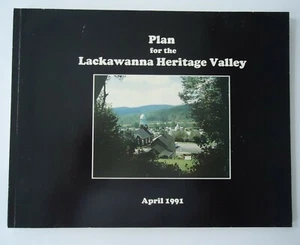 Plan
for the
Lackawanna Heritage Valley
April 1991